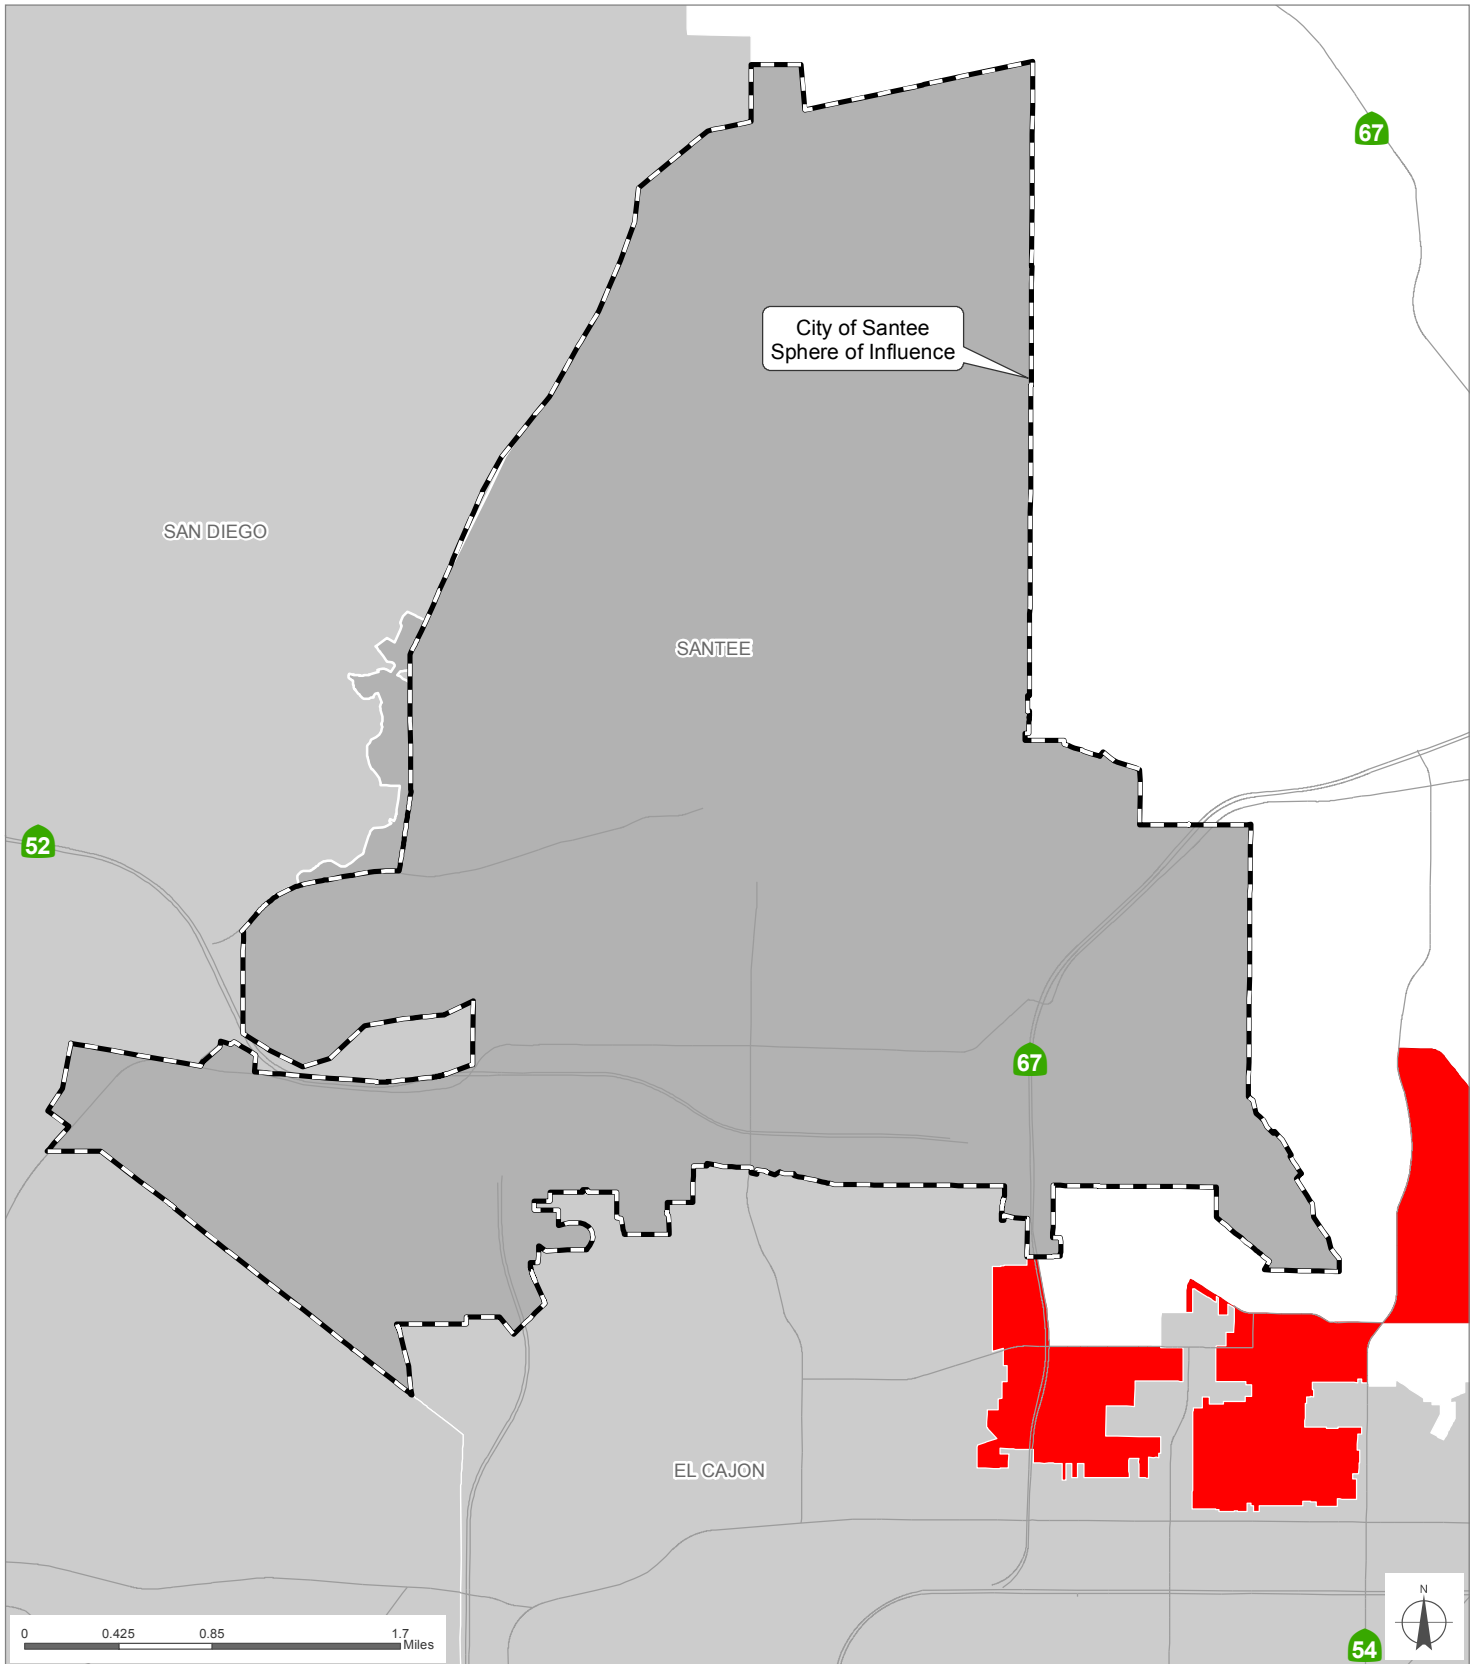 67
City of Santee
Sphere of Influence
SAN DIEGO
SANTEE
52
67
EL CAJON
0 0.425 0.85 1.7
Miles
N
54